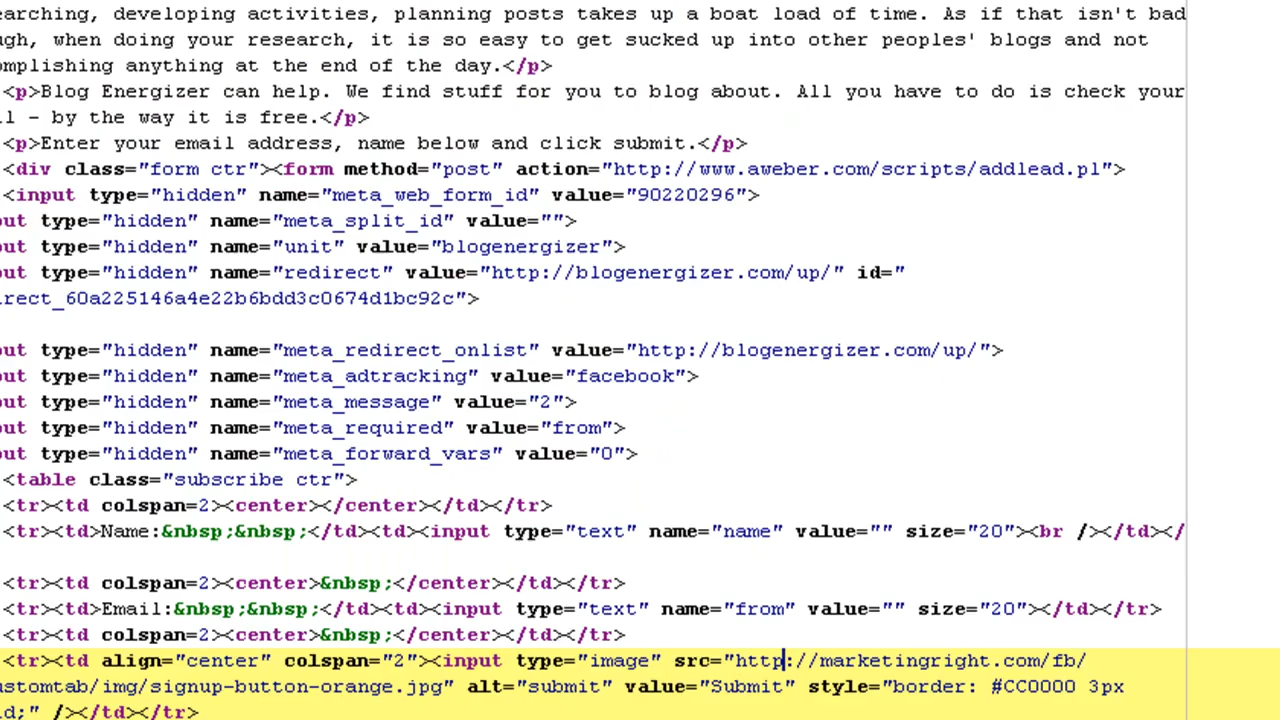 earching, developing activities, planning posts takes up a boat load of time. As if that isn't bad
ugh, when doing your research, it is so easy to get sucked up into other peoples' blogs and not
omplishing anything at the end of the day.</p>
<p>Blog Energizer can help. We find stuff for you to blog about. All you have to do is check your
il - by the way it is free.</p>
<p>Enter your email address, name below and click submit.</p>
<div class="form ctr"><form method="post" action="http://www.aweber.com/scripts/addlead.pl">
<input type="hidden" name="meta_web_form_id" value="90220296">
out type="hidden" name="meta_split_id" value="">
out type="hidden" name="unit" value="blogenergizer">
out type="hidden" name="redirect" value="http://blogenergizer.com/up/" id="
irect_60a225146a4e22b6bdd3c0674d1bc92c">
out type="hidden" name="meta_redirect_onlist" value="http://blogenergizer.com/up/">
out type="hidden" name="meta_adtracking" value="facebook">
out type="hidden" name="meta_message" value="2">
out type="hidden" name="meta_required" value="from">
out type="hidden" name="meta_forward_vars" value="0">
<table class="subscribe ctr">
<tr><td colspan=2><center></center></td></tr>
<tr><td>Name:&nbsp;&nbsp;</td><td><input type="text" name="name" value="" size="20"><br /></td></
<tr><td colspan=2><center>&nbsp;</center></td></tr>
<tr><td>Email:&nbsp;&nbsp;</td><td><input type="text" name="from" value="" size="20"></td></tr>
<tr><td colspan=2><center>&nbsp;</center></td></tr>
<tr><td align="center" colspan="2"><input type="image" src="http://marketingright.com/fb/
ustomtab/img/signup-button-orange.jpg" alt="submit" value="Submit" style="border: #CC0000 3px
id;" /></td></tr>